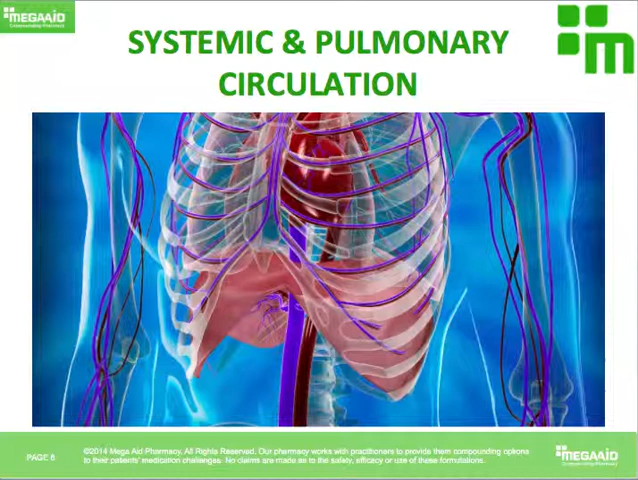 MEGAAID
Communicating Pharmacy
SYSTEMIC & PULMONARY
CIRCULATION
m
PAGE 6
©2014 Mega Aid Pharmacy, All Rights Reserved. Our pharmacy works with practitioners to provide them compounding options
to their patients' medication challenges. No claims are made as to the safety, efficacy or use of these formulations.
MEGAAID